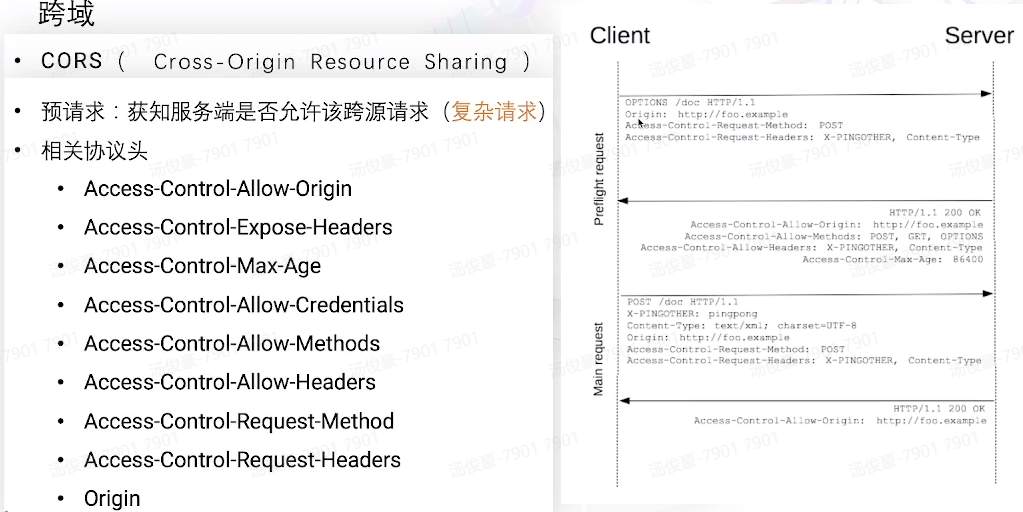 跨域
CORS ( Cross-Origin Resource Sharing )
预请求：获知服务端是否允许该跨源请求（复杂请求）
相关协议头
Access-Control-Allow-Origin
Access-Control-Expose-Headers
Access-Control-Max-Age
Access-Control-Allow-Credentials
Access-Control-Allow-Methods
Access-Control-Allow-Headers
Access-Control-Request-Method
Access-Control-Request-Headers
Origin
Client
Server
Preflight request
OPTIONS /doc HTTP/1.1
Origin: http://foo.example
Access-Control-Request-Method: POST
Access-Control-Request-Headers: X-PINGOTHER, Content-Type
HTTP/1.1 200 OK
Access-Control-Allow-Origin: http://foo.example
Access-Control-Allow-Methods: POST, GET, OPTIONS
Access-Control-Allow-Headers: X-PINGOTHER, Content-Type
Access-Control-Max-Age: 86400
Main request
POST /doc HTTP/1.1
X-PINGOTHER: pingpong
Content-Type: text/xml; charset=UTF-8
Origin: http://foo.example
Access-Control-Request-Method: POST
Access-Control-Request-Headers: X-PINGOTHER, Content-Type
HTTP/1.1 200 OK
Access-Control-Allow-Origin: http://foo.example
汤俊豪-7901 7901